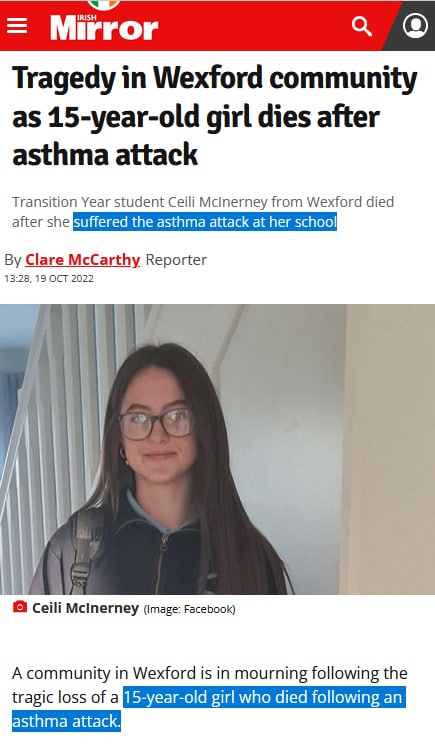 IRISH
Mirror
Tragedy in Wexford community
as 15-year-old girl dies after
asthma attack
Transition Year student Ceili McInerney from Wexford died
after she suffered the asthma attack at her school
By Clare McCarthy Reporter
13:28, 19 OCT 2022
Ceili McInerney (Image: Facebook)
A community in Wexford is in mourning following the
tragic loss of a 15-year-old girl who died following an
asthma attack.